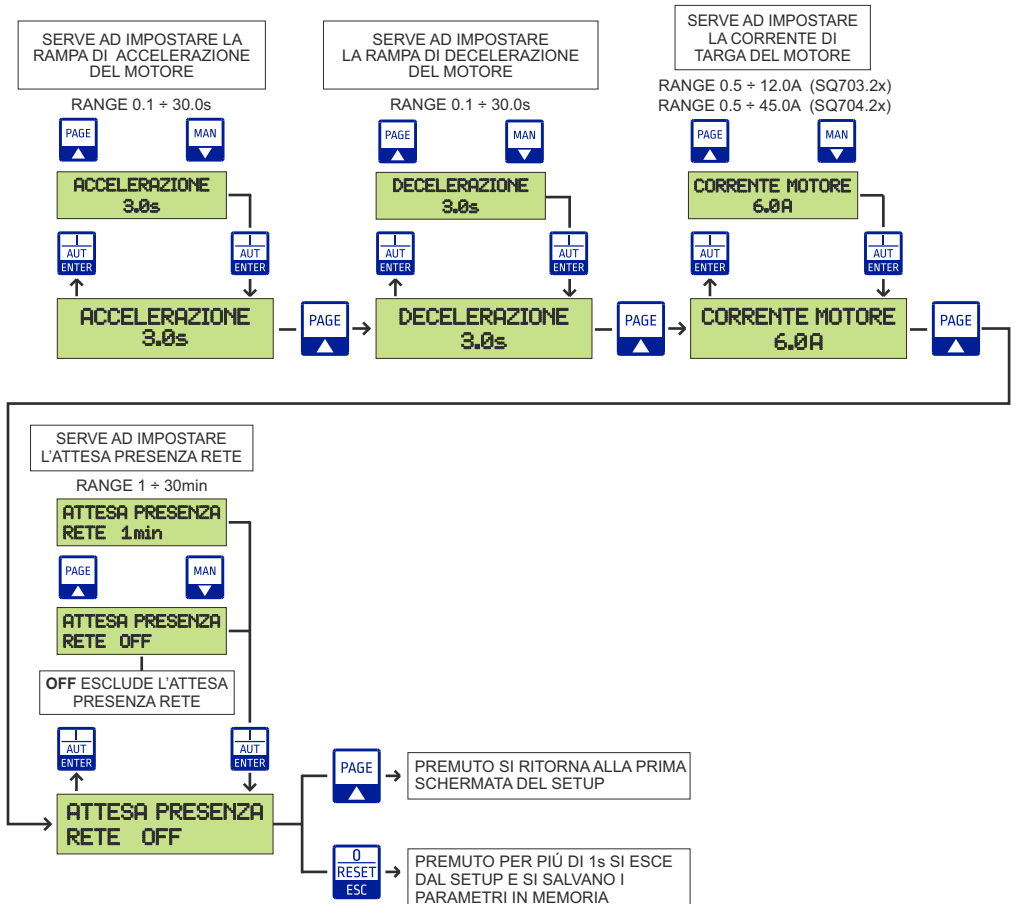 SERVE AD IMPOSTARE LA
RAMPA DI ACCELERAZIONE
DEL MOTORE
RANGE 0.1 ÷ 30.0s
PAGE
MAN
ACCELERAZIONE
3.0s
I
AUT
ENTER
I
AUT
ENTER
ACCELERAZIONE
3.0s
PAGE
SERVE AD IMPOSTARE
LA RAMPA DI DECELERAZIONE
DEL MOTORE
RANGE 0.1 ÷ 30.0s
PAGE
MAN
DECELERAZIONE
3.0s
I
AUT
ENTER
I
AUT
ENTER
DECELERAZIONE
3.0s
PAGE
SERVE AD IMPOSTARE
LA CORRENTE DI
TARGA DEL MOTORE
RANGE 0.5 ÷ 12.0A (SQ703.2x)
RANGE 0.5 ÷ 45.0A (SQ704.2x)
PAGE
MAN
CORRENTE MOTORE
6.0A
I
AUT
ENTER
I
AUT
ENTER
CORRENTE MOTORE
6.0A
PAGE
SERVE AD IMPOSTARE
L'ATTESA PRESENZA RETE
RANGE 1 ÷ 30min
ATTESA PRESENZA
RETE 1min
PAGE
MAN
ATTESA PRESENZA
RETE OFF
OFF ESCLUDE L'ATTESA
PRESENZA RETE
I
AUT
ENTER
I
AUT
ENTER
ATTESA PRESENZA
RETE OFF
PAGE
PREMUTO SI RITORNA ALLA PRIMA
SCHERMATA DEL SETUP
0
RESET
ESC
PREMUTO PER PIÚ DI 1s SI ESCE
DAL SETUP E SI SALVANO I
PARAMETRI IN MEMORIA